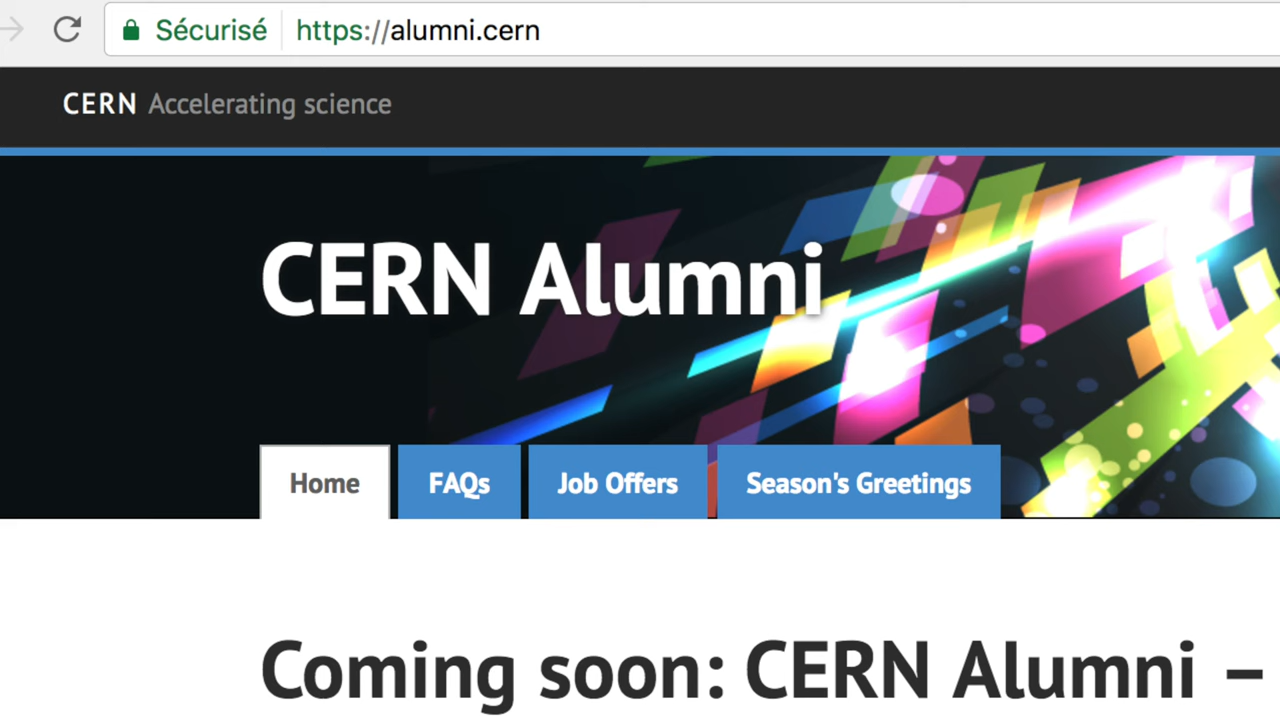 Sécurisé https://alumni.cern
CERN Accelerating science
CERN Alumni
Home FAQs Job Offers Season's Greetings
Coming soon: CERN Alumni –